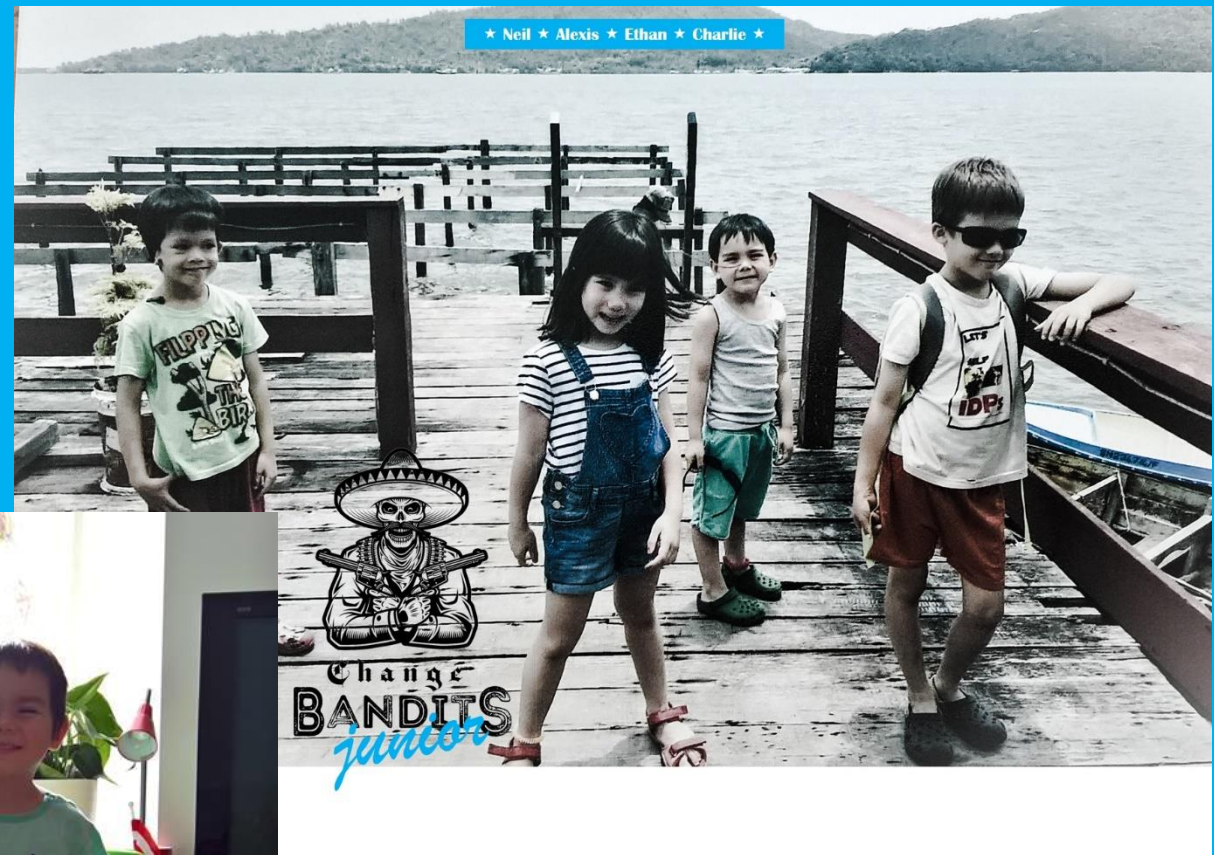 ★ Neil ★ Alexis ★ Ethan ★ Charlie ★
FLIPPING
THE
BIRD
LET'S
IDPs
Change
BANDITS
junior